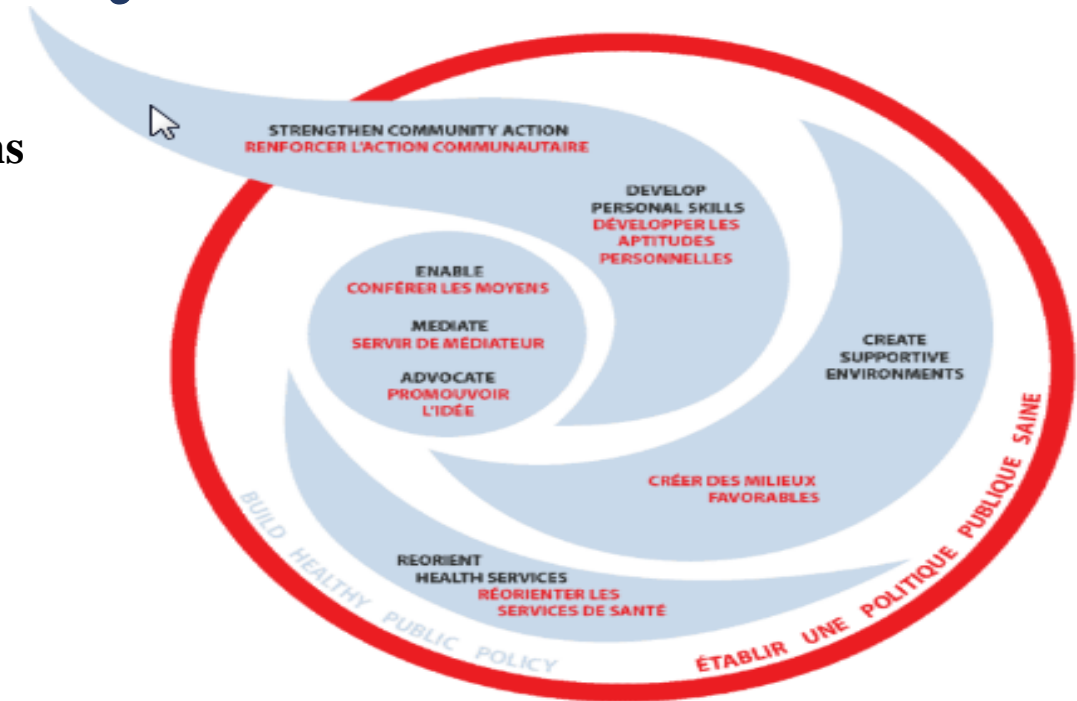 STRENGTHEN COMMUNITY ACTION
RENFORCER L'ACTION COMMUNAUTAIRE
DEVELOP
PERSONAL SKILLS
DÉVELOPPER LES
APTITUDES
PERSONNELLES
ENABLE
CONFÉRER LES MOYENS
MEDIATE
SERVIR DE MÉDIATEUR
ADVOCATE
PROMOUVOIR
L'IDÉE
CREATE
SUPPORTIVE
ENVIRONMENTS
CRÉER DES MILIEUX
FAVORABLES
REORIENT
HEALTH SERVICES
RÉORIENTER LES
SERVICES DE SANTÉ
BUILD HEALTHY PUBLIC POLICY
ÉTABLIR UNE POLITIQUE PUBLIQUE SAINE